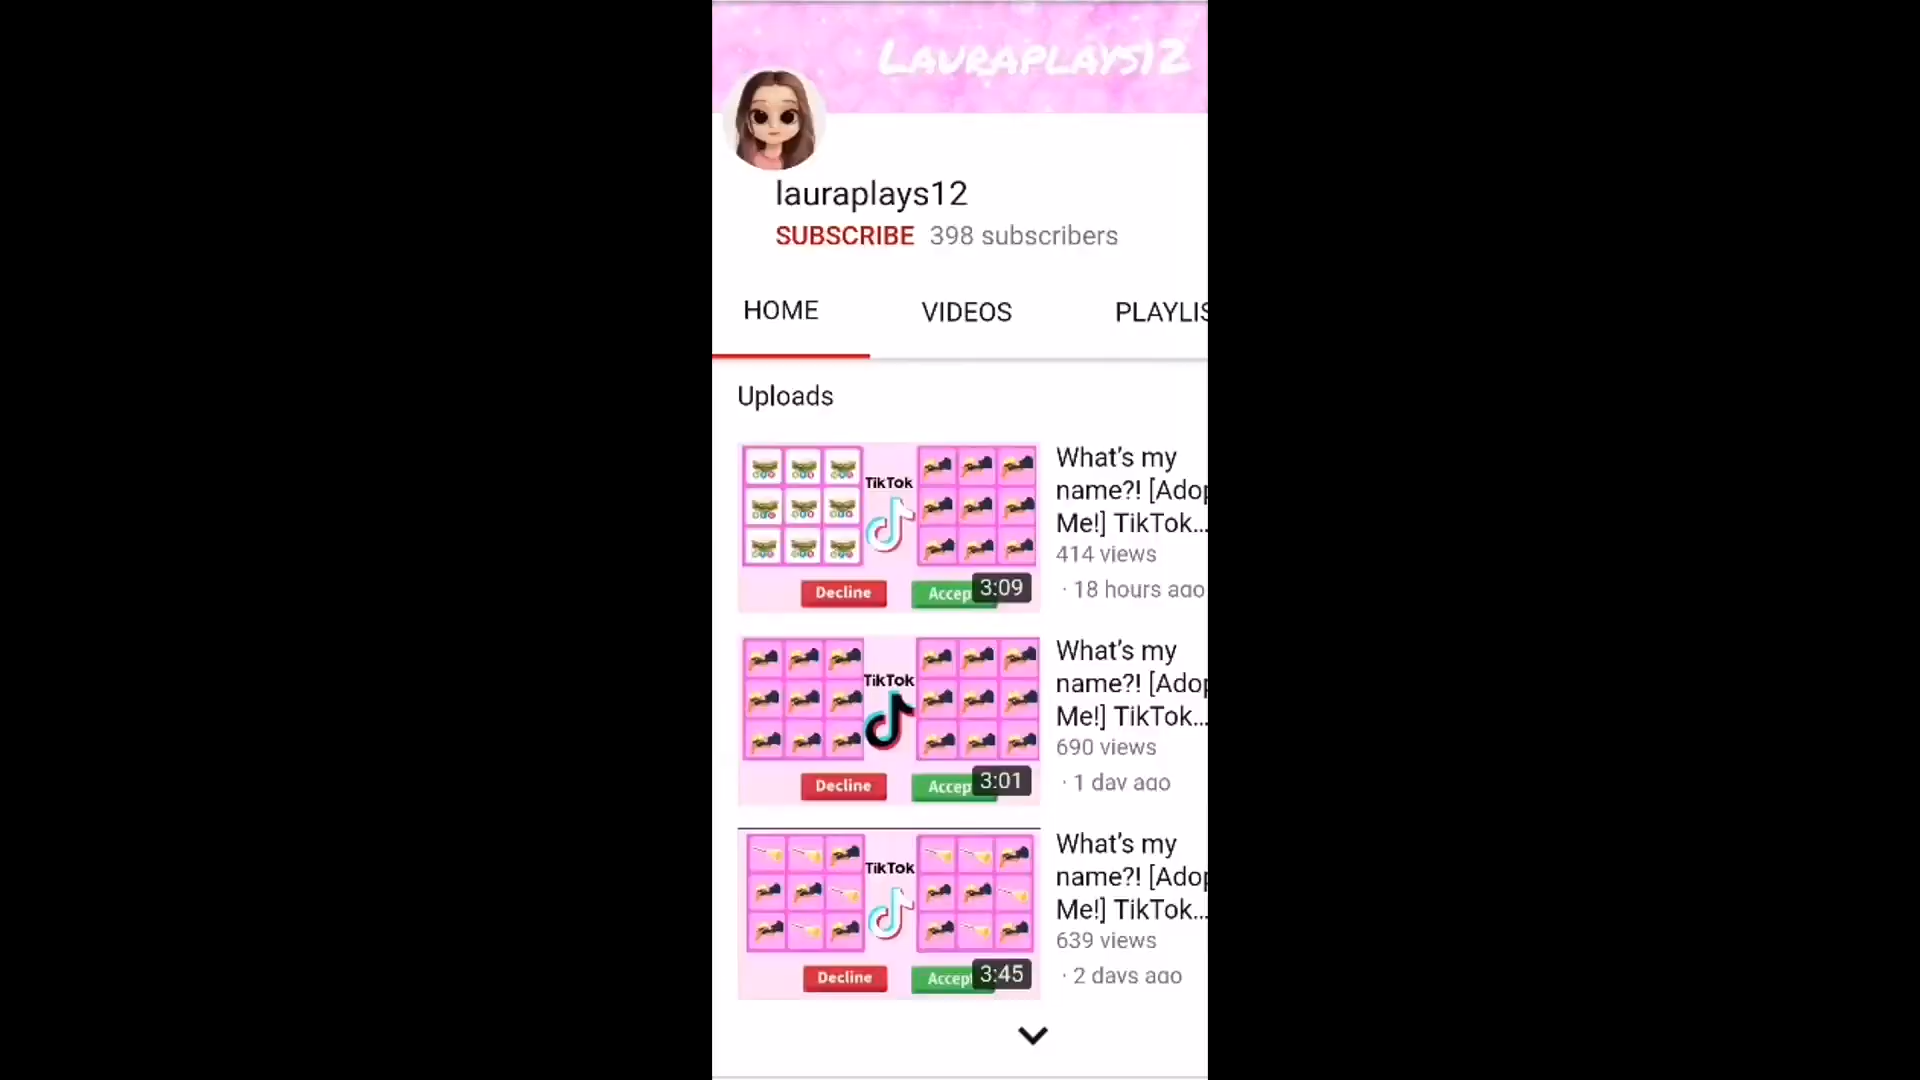 Lauraplays12
lauraplays12
SUBSCRIBE 398 subscribers
HOME VIDEOS PLAYLIS
Uploads
TikTok
Decline Accep 3:09
What's my
name?! [Adop
Me!] TikTok...
414 views
· 18 hours ago
TikTok
Decline Accep 3:01
What's my
name?! [Adop
Me!] TikTok...
690 views
· 1 day ago
TikTok
Decline Accept 3:45
What's my
name?! [Adop
Me!] TikTok...
639 views
· 2 days ago